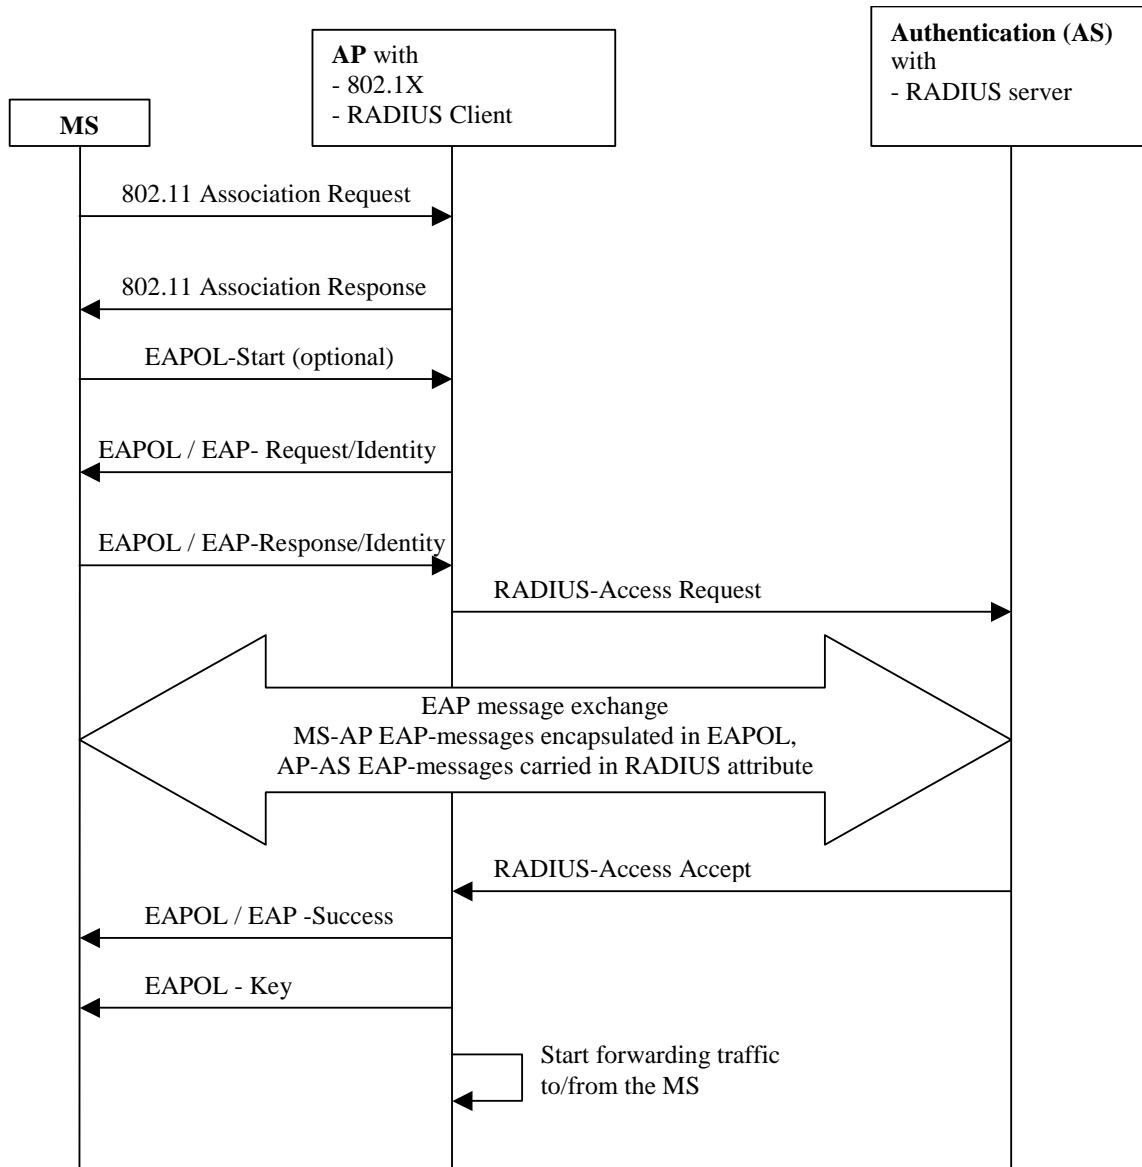 Authentication (AS)
with
- RADIUS server
AP with
- 802.1X
- RADIUS Client
MS
802.11 Association Request
802.11 Association Response
EAPOL-Start (optional)
EAPOL / EAP- Request/Identity
EAPOL / EAP-Response/Identity
RADIUS-Access Request
EAP message exchange
MS-AP EAP-messages encapsulated in EAPOL,
AP-AS EAP-messages carried in RADIUS attribute
RADIUS-Access Accept
EAPOL / EAP -Success
EAPOL - Key
Start forwarding traffic
to/from the MS